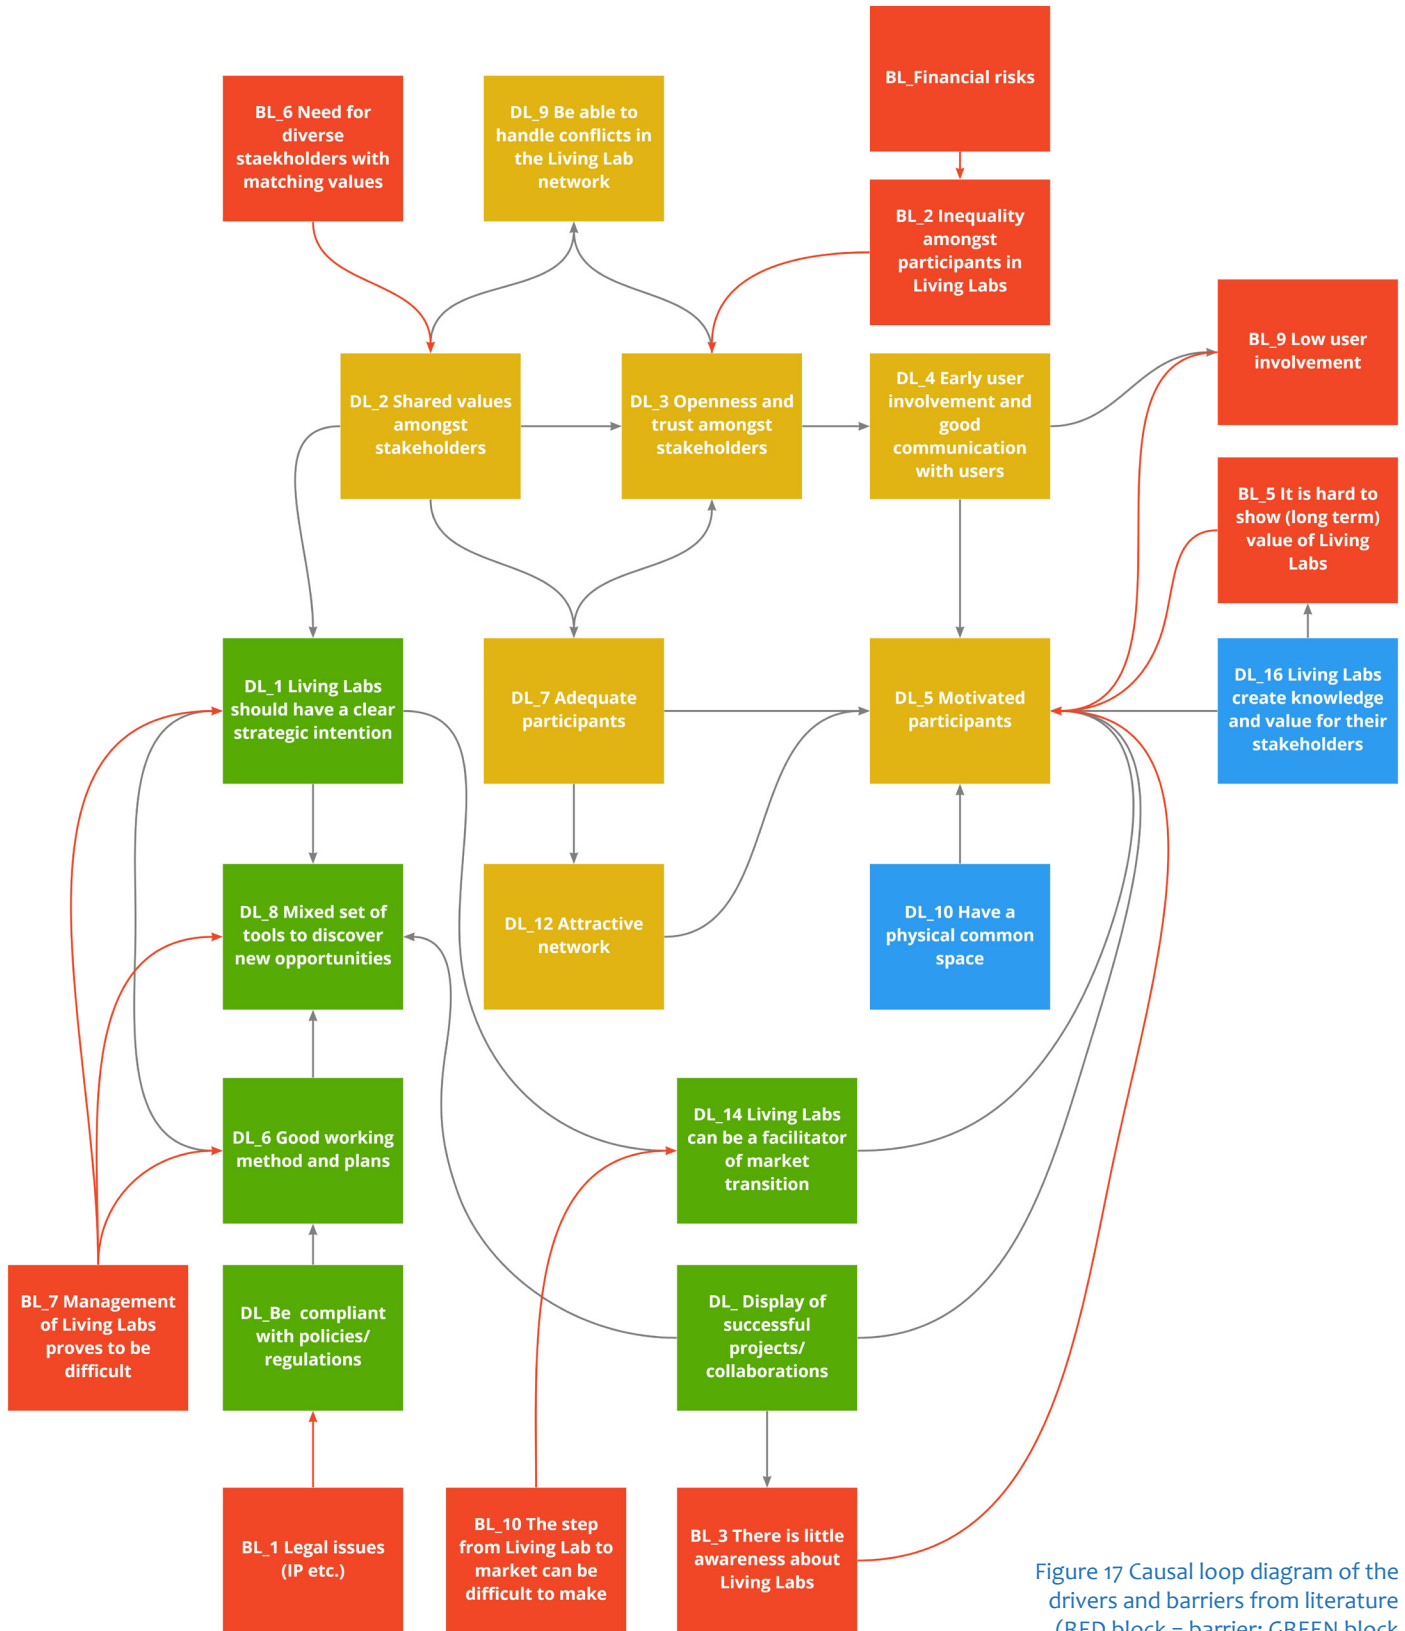 BL_Financial risks
BL_6 Need for
diverse
staekholders with
matching values
DL_9 Be able to
handle conflicts in
the Living Lab
network
BL_2 Inequality
amongst
participants in
Living Labs
BL_9 Low user
involvement
DL_2 Shared values
amongst
stakeholders
DL_3 Openness and
trust amongst
stakeholders
DL_4 Early user
involvement and
good
communication
with users
BL_5 It is hard to
show (long term)
value of Living
Labs
DL_1 Living Labs
should have a clear
strategic intention
DL_7 Adequate
participants
DL_5 Motivated
participants
DL_16 Living Labs
create knowledge
and value for their
stakeholders
DL_8 Mixed set of
tools to discover
new opportunities
DL_12 Attractive
network
DL_10 Have a
physical common
space
DL_6 Good working
method and plans
DL_14 Living Labs
can be a facilitator
of market
transition
BL_7 Management
of Living Labs
proves to be
difficult
DL_Be  compliant
with policies/
regulations
DL_ Display of
successful
projects/
collaborations
BL_1 Legal issues
(IP etc.)
BL_10 The step
from Living Lab to
market can be
difficult to make
BL_3 There is little
awareness about
Living Labs
Figure 17 Causal loop diagram of the
drivers and barriers from literature
(RED block = barrier; GREEN block